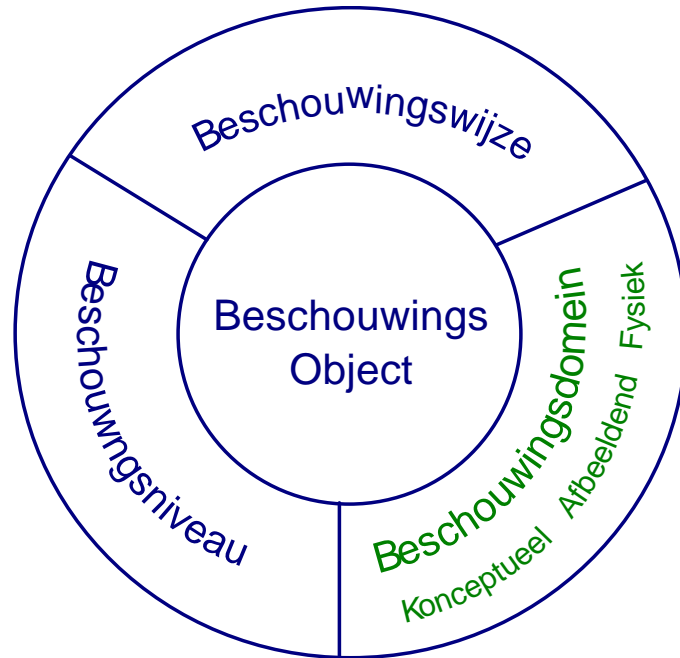 Beschouwingswijze
Beschouwngsniveau
Beschouwings
Object
Beschouwingsdomein
Konceptueel Afbeeldend Fysiek